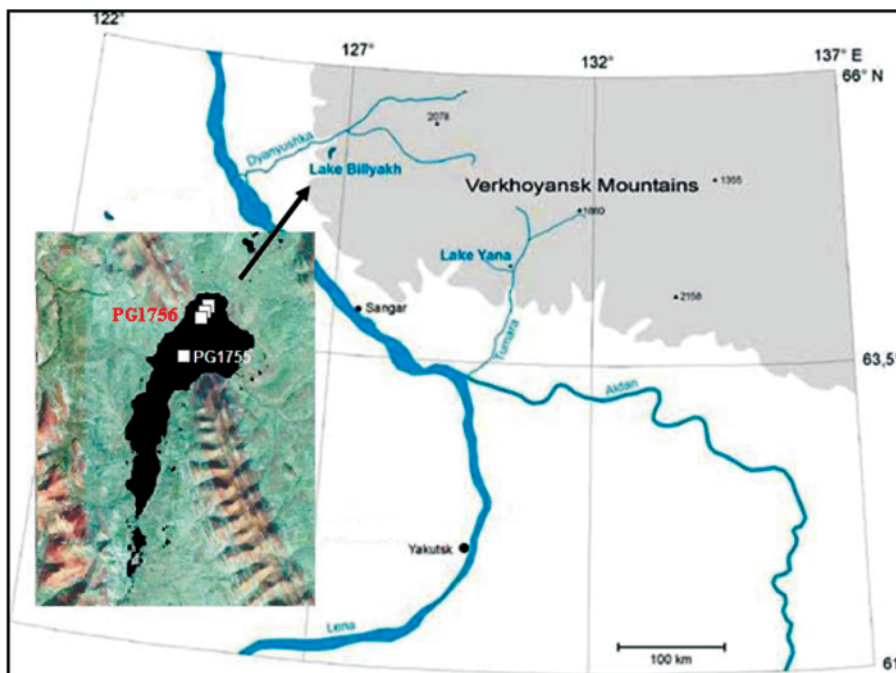 122°
127°
132°
137° E
66° N
2078
Dyanyushka
Lake Billyakh
Verkhoyansk Mountains
1355
1860
Lake Yana
2158
PG1756
Sangar
PG1755
Tumara
63,5
Aldan
Yakutsk
Lena
100 km
61